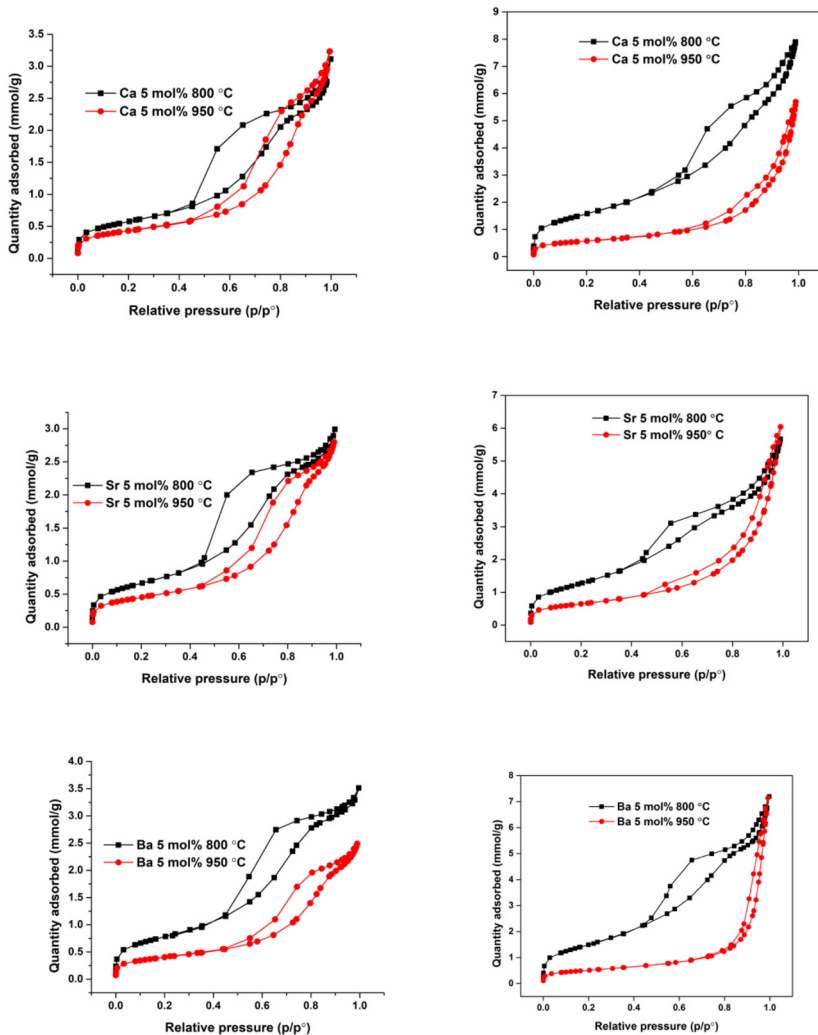 3.5
3.0
2.5
2.0
1.5
1.0
0.5
0.0
Quantity adsorbed (mmol/g)
Ca 5 mol% 800 °C
Ca 5 mol% 950 °C
0.0 0.2 0.4 0.6 0.8 1.0
Relative pressure (p/p°)
8
7
6
5
4
3
2
1
0
Quantity adsorbed (mmol/g)
Ca 5 mol% 800 °C
Ca 5 mol% 950 °C
0.0 0.2 0.4 0.6 0.8 1.0
Relative pressure (p/p°)
3.0
2.5
2.0
1.5
1.0
0.5
0.0
Quantity adsorbed (mmol/g)
Sr 5 mol% 800 °C
Sr 5 mol% 950 °C
0.0 0.2 0.4 0.6 0.8 1.0
Relative pressure (p/p°)
7
6
5
4
3
2
1
0
Quantity adsorbed (mmol/g)
Sr 5 mol% 800 °C
Sr 5 mol% 950° C
0.0 0.2 0.4 0.6 0.8 1.0
Relative pressure (p/p°)
4.0
3.5
3.0
2.5
2.0
1.5
1.0
0.5
0.0
Quantity adsorbed (mmol/g)
Ba 5 mol% 800 °C
Ba 5 mol% 950 °C
0.0 0.2 0.4 0.6 0.8 1.0
Relative pressure (p/p°)
8
7
6
5
4
3
2
1
0
Quantity adsorbed (mmol/g)
Ba 5 mol% 800 °C
Ba 5 mol% 950 °C
0.0 0.2 0.4 0.6 0.8 1.0
Relative pressure (p/p°)